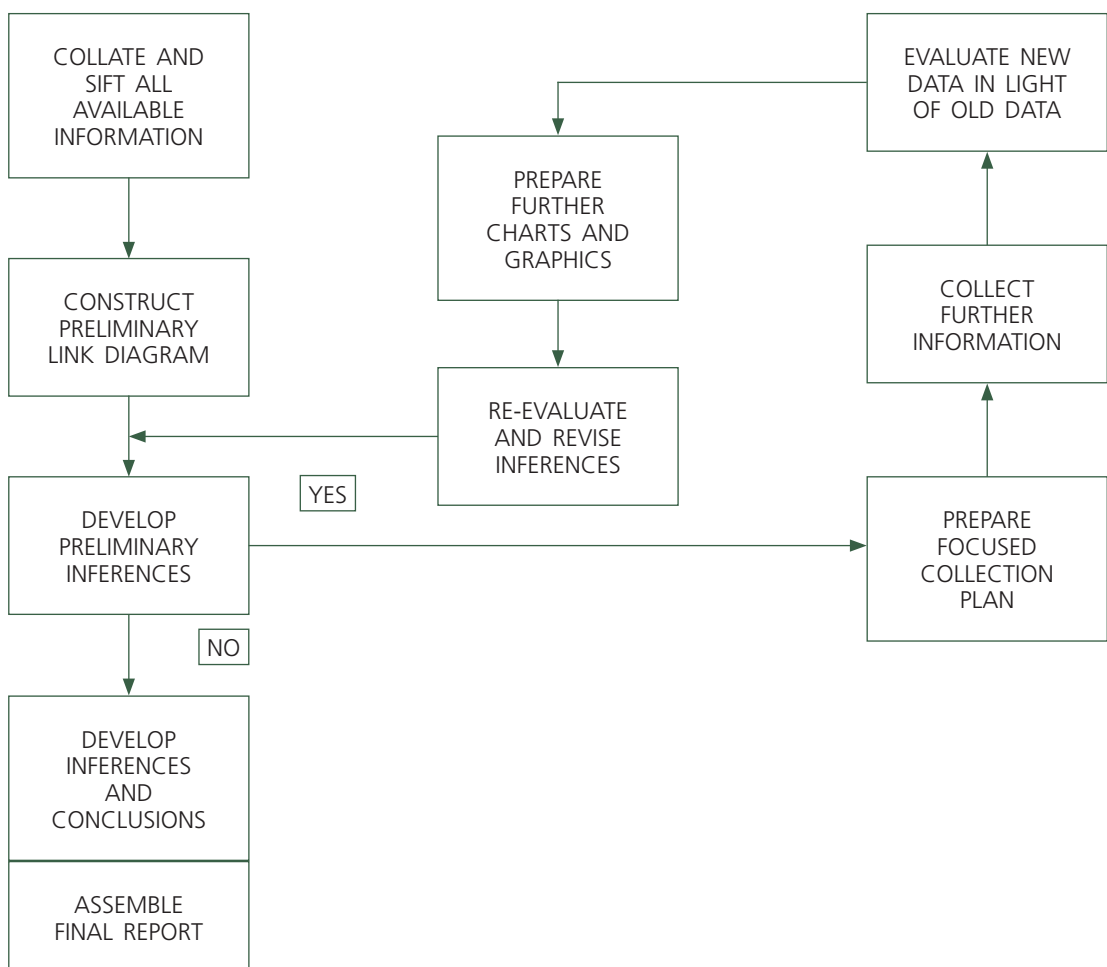 COLLATE AND
SIFT ALL
AVAILABLE
INFORMATION
CONSTRUCT
PRELIMINARY
LINK DIAGRAM
DEVELOP
PRELIMINARY
INFERENCES
NO
DEVELOP
INFERENCES
AND
CONCLUSIONS
ASSEMBLE
FINAL REPORT
YES
PREPARE
FOCUSED
COLLECTION
PLAN
COLLECT
FURTHER
INFORMATION
EVALUATE NEW
DATA IN LIGHT
OF OLD DATA
PREPARE
FURTHER
CHARTS AND
GRAPHICS
RE-EVALUATE
AND REVISE
INFERENCES